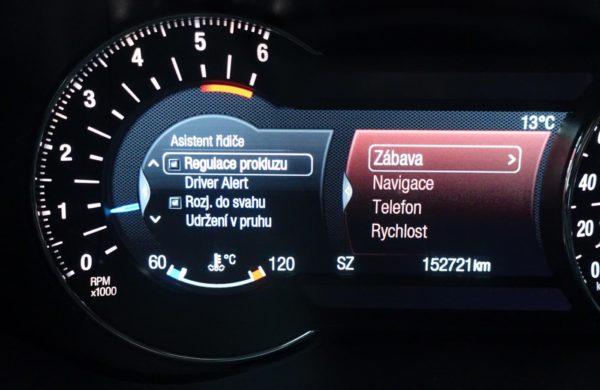 6
5
4
3
2
1
0
RPM
x1000
Asistent řidiče
Regulace prokluzu
Driver Alert
Rozj. do svahu
Udržení v pruhu
60 °C 120
13°C
Zábava >
Navigace
Telefon
Rychlost
SZ 152721 km
40
20
0